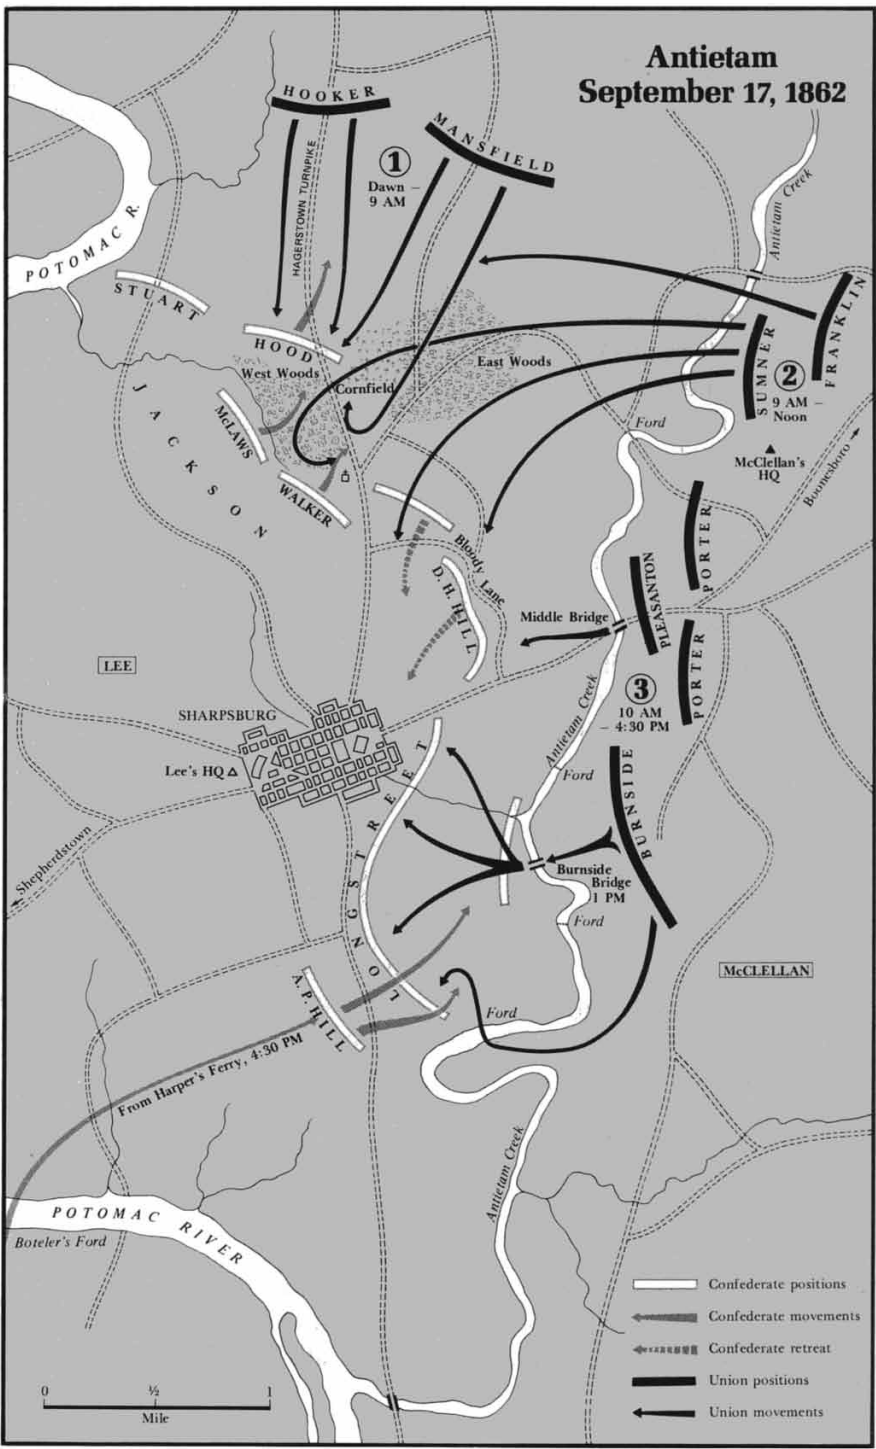 Antietam
September 17, 1862
HOOKER
MANSFIELD
1
Dawn –
9 AM
HAGERSTOWN TURNPIKE
Antietam Creek
POTOMAC R.
STUART
FRANKLIN
HOOD
SUMNER
2
9 AM –
Noon
West Woods
East Woods
Cornfield
JACKSON
McLAWS
Ford
McClellan's
HQ
Boonesboro
WALKER
PORTER
Bloody Lane
D. H. HILL
PLEASANTON
Middle Bridge
LEE
PORTER
3
10 AM
– 4:30 PM
Antietam Creek
SHARPSBURG
Lee's HQ
LONGSTREET
Ford
BURNSIDE
Shepherdstown
Burnside
Bridge
1 PM
Ford
McCLELLAN
A. P. HILL
Ford
From Harper's Ferry, 4:30 PM
Antietam Creek
POTOMAC RIVER
Boteler's Ford
Confederate positions
Confederate movements
Confederate retreat
Union positions
Union movements
0 ½ 1
Mile